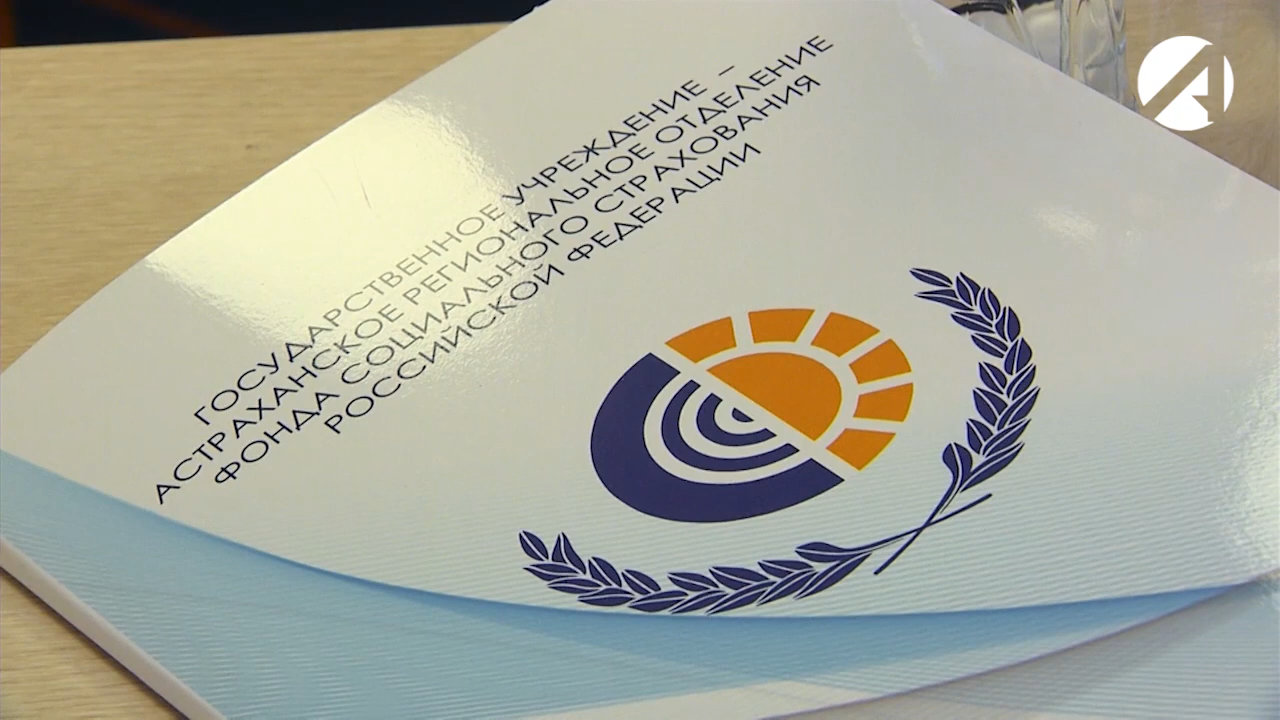 ГОСУДАРСТВЕННОЕ УЧРЕЖДЕНИЕ –
АСТРАХАНСКОЕ РЕГИОНАЛЬНОЕ ОТДЕЛЕНИЕ
ФОНДА СОЦИАЛЬНОГО СТРАХОВАНИЯ
РОССИЙСКОЙ ФЕДЕРАЦИИ